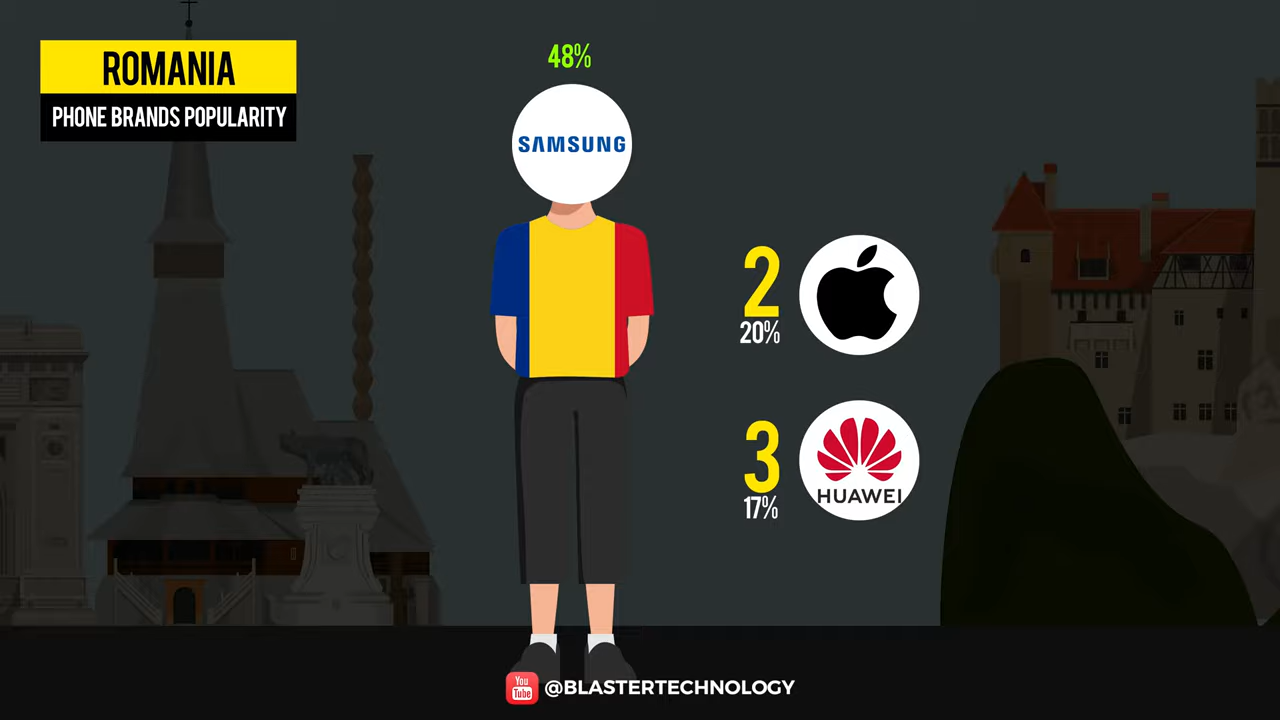 ROMANIA
PHONE BRANDS POPULARITY
48%
SAMSUNG
2
20%
3
17%
HUAWEI
You
Tube
@BLASTERTECHNOLOGY